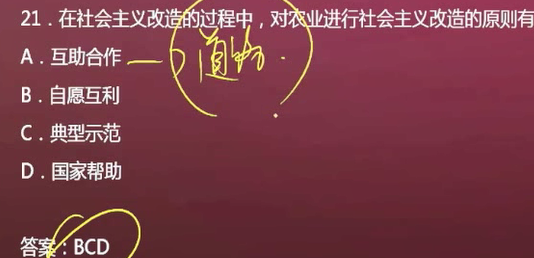 21．在社会主义改造的过程中，对农业进行社会主义改造的原则有
A．互助合作 道路
B．自愿互利
C．典型示范
D．国家帮助
答案：BCD